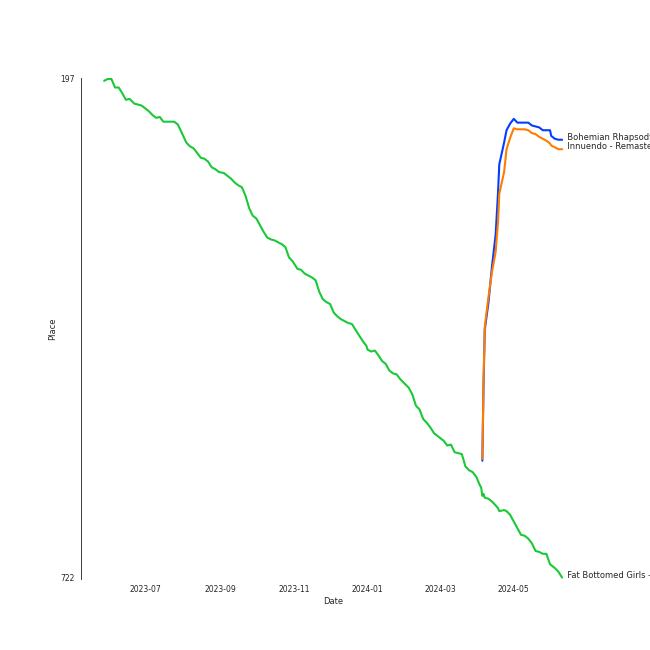 197
Bohemian Rhapsod
Innuendo - Remaste
Place
722
Fat Bottomed Girls -
2023-07
2023-09
2023-11
2024-01
2024-03
2024-05
Date